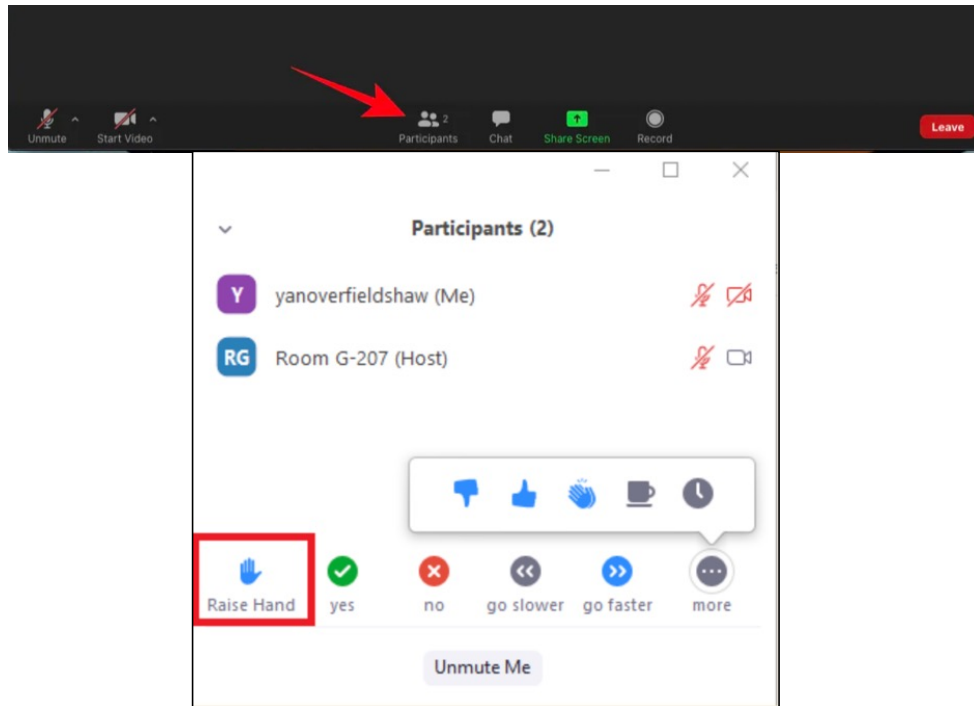 2
Unmute Start Video Participants Chat Share Screen Record Leave
Participants (2)
Y yanoverfieldshaw (Me)
RG Room G-207 (Host)
Raise Hand yes no go slower go faster more
Unmute Me